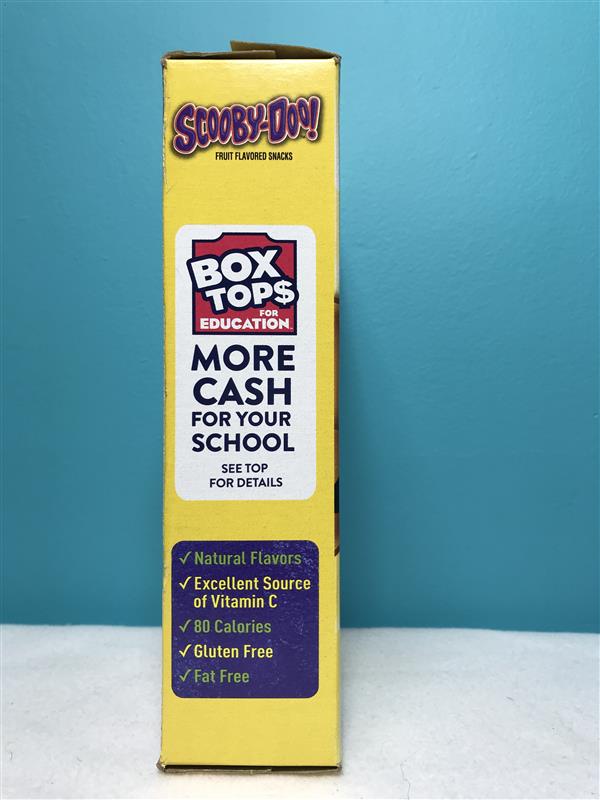 SCOOBY-DOO!
FRUIT FLAVORED SNACKS
BOX
TOP$
FOR
EDUCATION
MORE
CASH
FOR YOUR
SCHOOL
SEE TOP
FOR DETAILS
✓ Natural Flavors
✓ Excellent Source
of Vitamin C
✓ 80 Calories
✓ Gluten Free
✓ Fat Free